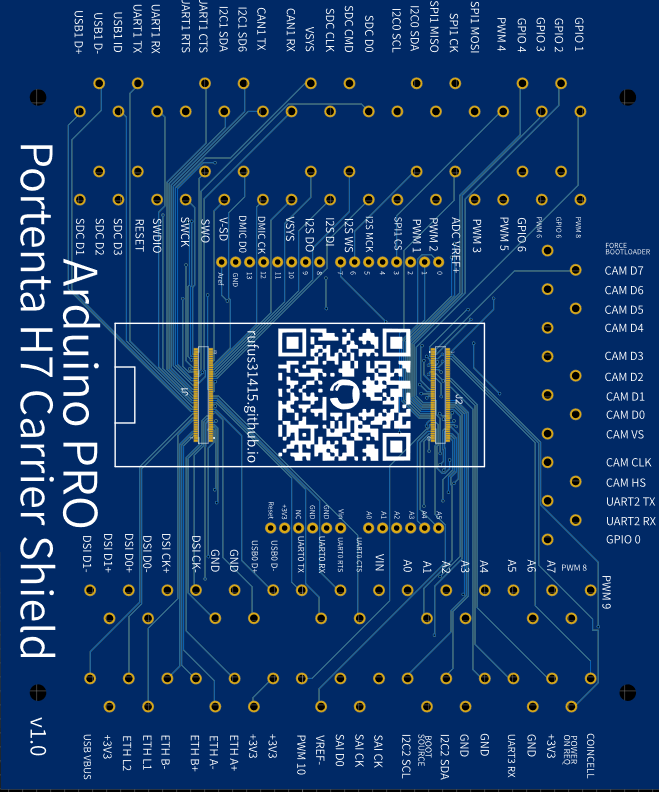 USB1 D+
USB1 D-
USB1 ID
UART1 TX
UART1 RX
UART1 RTS
UART1 CTS
I2C1 SDA
I2C1 SD6
CAN1 TX
CAN1 RX
VSYS
SDC CLK
SDC CMD
SDC D0
I2C0 SCL
I2C0 SDA
SPI1 MISO
SPI1 CK
SPI1 MOSI
PWM 4
GPIO 4
GPIO 3
GPIO 2
GPIO 1
SDC D1
SDC D2
SDC D3
RESET
SWDIO
SWCK
SWO
V-SD
DMIC D0
DMIC CK
VSYS
I2S DO
I2S DI
I2S WS
I2S MCK
SPI1 CS
PWM 1
PWM 2
ADC VREF+
PWM 3
PWM 5
GPIO 6
PWM 6
GPIO 6
PWM 8
Aref
GND
13
12
11
10
9
8
7
6
5
4
3
2
1
0
FORCE
BOOTLOADER
CAM D7
CAM D6
CAM D5
CAM D4
CAM D3
CAM D2
CAM D1
CAM D0
CAM VS
CAM CLK
CAM HS
UART2 TX
UART2 RX
GPIO 0
Arduino PRO
Portenta H7 Carrier Shield
v1.0
rufus31415.github.io
J1
J2
Reset
+3V3
NC
GND
GND
Vin
A0
A1
A2
A3
A4
A5
DSI D1-
DSI D1+
DSI D0+
DSI D0-
DSI CK+
DSI CK-
GND
GND
USB0 D+
USB0 D-
UART0 TX
UART0 RX
UART1 RTS
UART1 CTS
VIN
A0
A1
A2
A3
A4
A5
A6
A7
PWM 8
PWM 9
USB VBUS
+3V3
ETH L2
ETH L1
ETH B-
ETH B+
ETH A-
ETH A+
+3V3
+3V3
PWM 10
VREF-
SAI D0
SAI CK
SAI CK
I2C2 SCL
BOOT
SOURCE
I2C2 SDA
GND
GND
UART3 RX
GND
+3V3
POWER
ON REQ
COINCELL